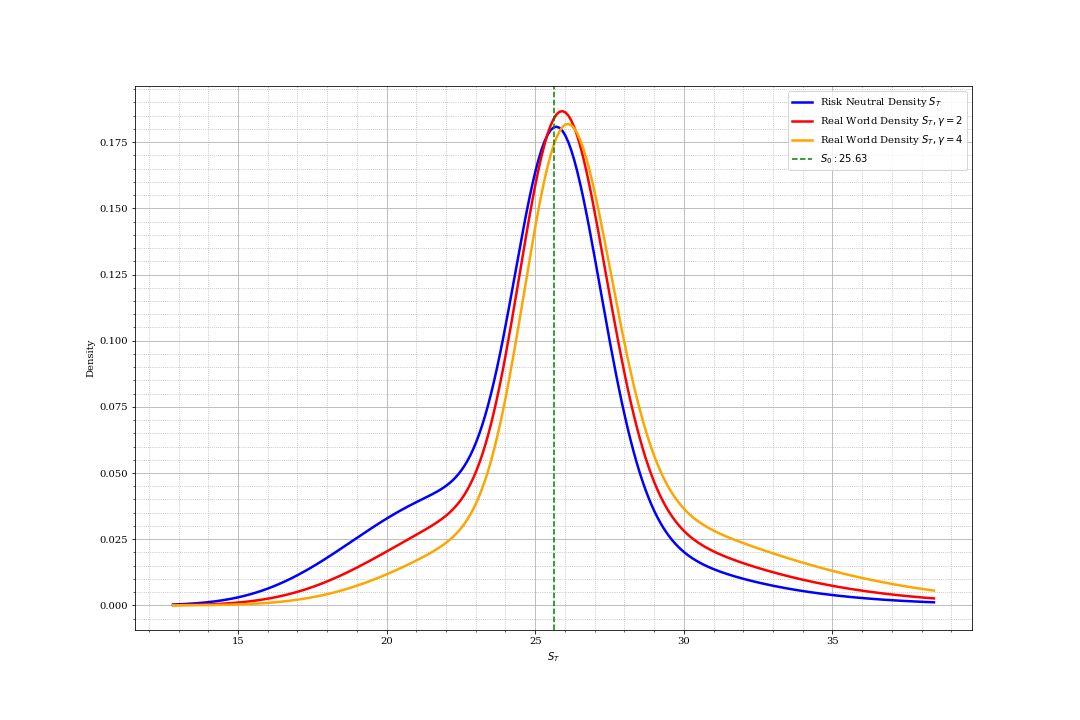 Risk Neutral Density S_T
Real World Density S_T, γ = 2
Real World Density S_T, γ = 4
S_0 : 25.63
0.175
0.150
0.125
0.100
0.075
0.050
0.025
0.000
Density
15 20 25 30 35
S_T